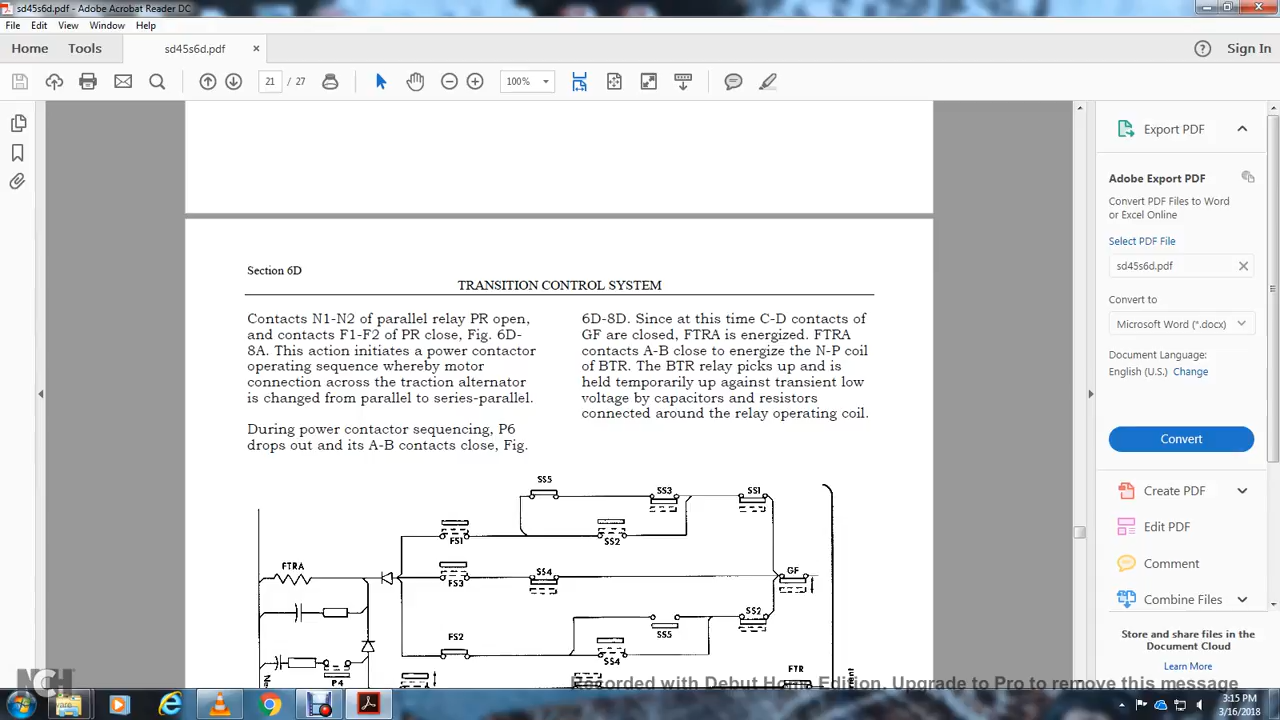 sd45s6d.pdf - Adobe Acrobat Reader DC
File Edit View Window Help
Home Tools sd45s6d.pdf × Sign In
21 / 27 100%
Export PDF
Adobe Export PDF
Convert PDF Files to Word
or Excel Online
Select PDF File
sd45s6d.pdf
Convert to
Microsoft Word (*.docx)
Document Language:
English (U.S.) Change
Convert
Create PDF
Edit PDF
Comment
Combine Files
Store and share files in the
Document Cloud
Learn More
Section 6D
TRANSITION CONTROL SYSTEM
Contacts N1-N2 of parallel relay PR open,
and contacts F1-F2 of PR close, Fig. 6D-
8A. This action initiates a power contactor
operating sequence whereby motor
connection across the traction alternator
is changed from parallel to series-parallel.
During power contactor sequencing, P6
drops out and its A-B contacts close, Fig.
6D-8D. Since at this time C-D contacts of
GF are closed, FTRA is energized. FTRA
contacts A-B close to energize the N-P coil
of BTR. The BTR relay picks up and is
held temporarily up against transient low
voltage by capacitors and resistors
connected around the relay operating coil.
SS5
SS3 SS1
FS1 SS2
FTRA
FS3 SS4 GF
SS2
SS5
FS2
SS4
P4
FTR
NCH
Recorded with Debut Home Edition. Upgrade to Pro to remove this message
3:15 PM
3/16/2018